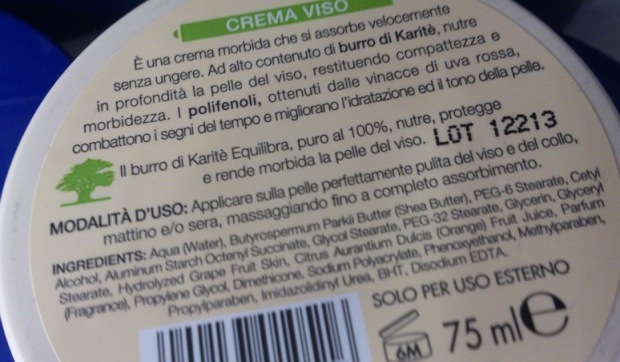 CREMA VISO
È una crema morbida che si assorbe velocemente
senza ungere. Ad alto contenuto di burro di Karitè, nutre
in profondità la pelle del viso, restituendo compattezza e
morbidezza. I polifenoli, ottenuti dalle vinacce di uva rossa,
combattono i segni del tempo e migliorano l'idratazione ed il tono della pelle.
Il burro di Karitè Equilibra, puro al 100%, nutre, protegge
e rende morbida la pelle del viso. LOT 12213
MODALITÀ D'USO: Applicare sulla pelle perfettamente pulita del viso e del collo,
mattino e/o sera, massaggiando fino a completo assorbimento.
INGREDIENTS: Aqua (Water), Butyrospermum Parkii Butter (Shea Butter), PEG-6 Stearate, Cetyl
Alcohol, Aluminum Starch Octenyl Succinate, Glycol Stearate, PEG-32 Stearate, Glycerin, Glyceryl
Stearate, Hydrolyzed Grape Fruit Skin, Citrus Aurantium Dulcis (Orange) Fruit Juice, Parfum
(Fragrance), Propylene Glycol, Dimethicone, Sodium Polyacrylate, Phenoxyethanol, Methylparaben,
Propylparaben, Imidazolidinyl Urea, BHT, Disodium EDTA.
SOLO PER USO ESTERNO
6M 75 ml e